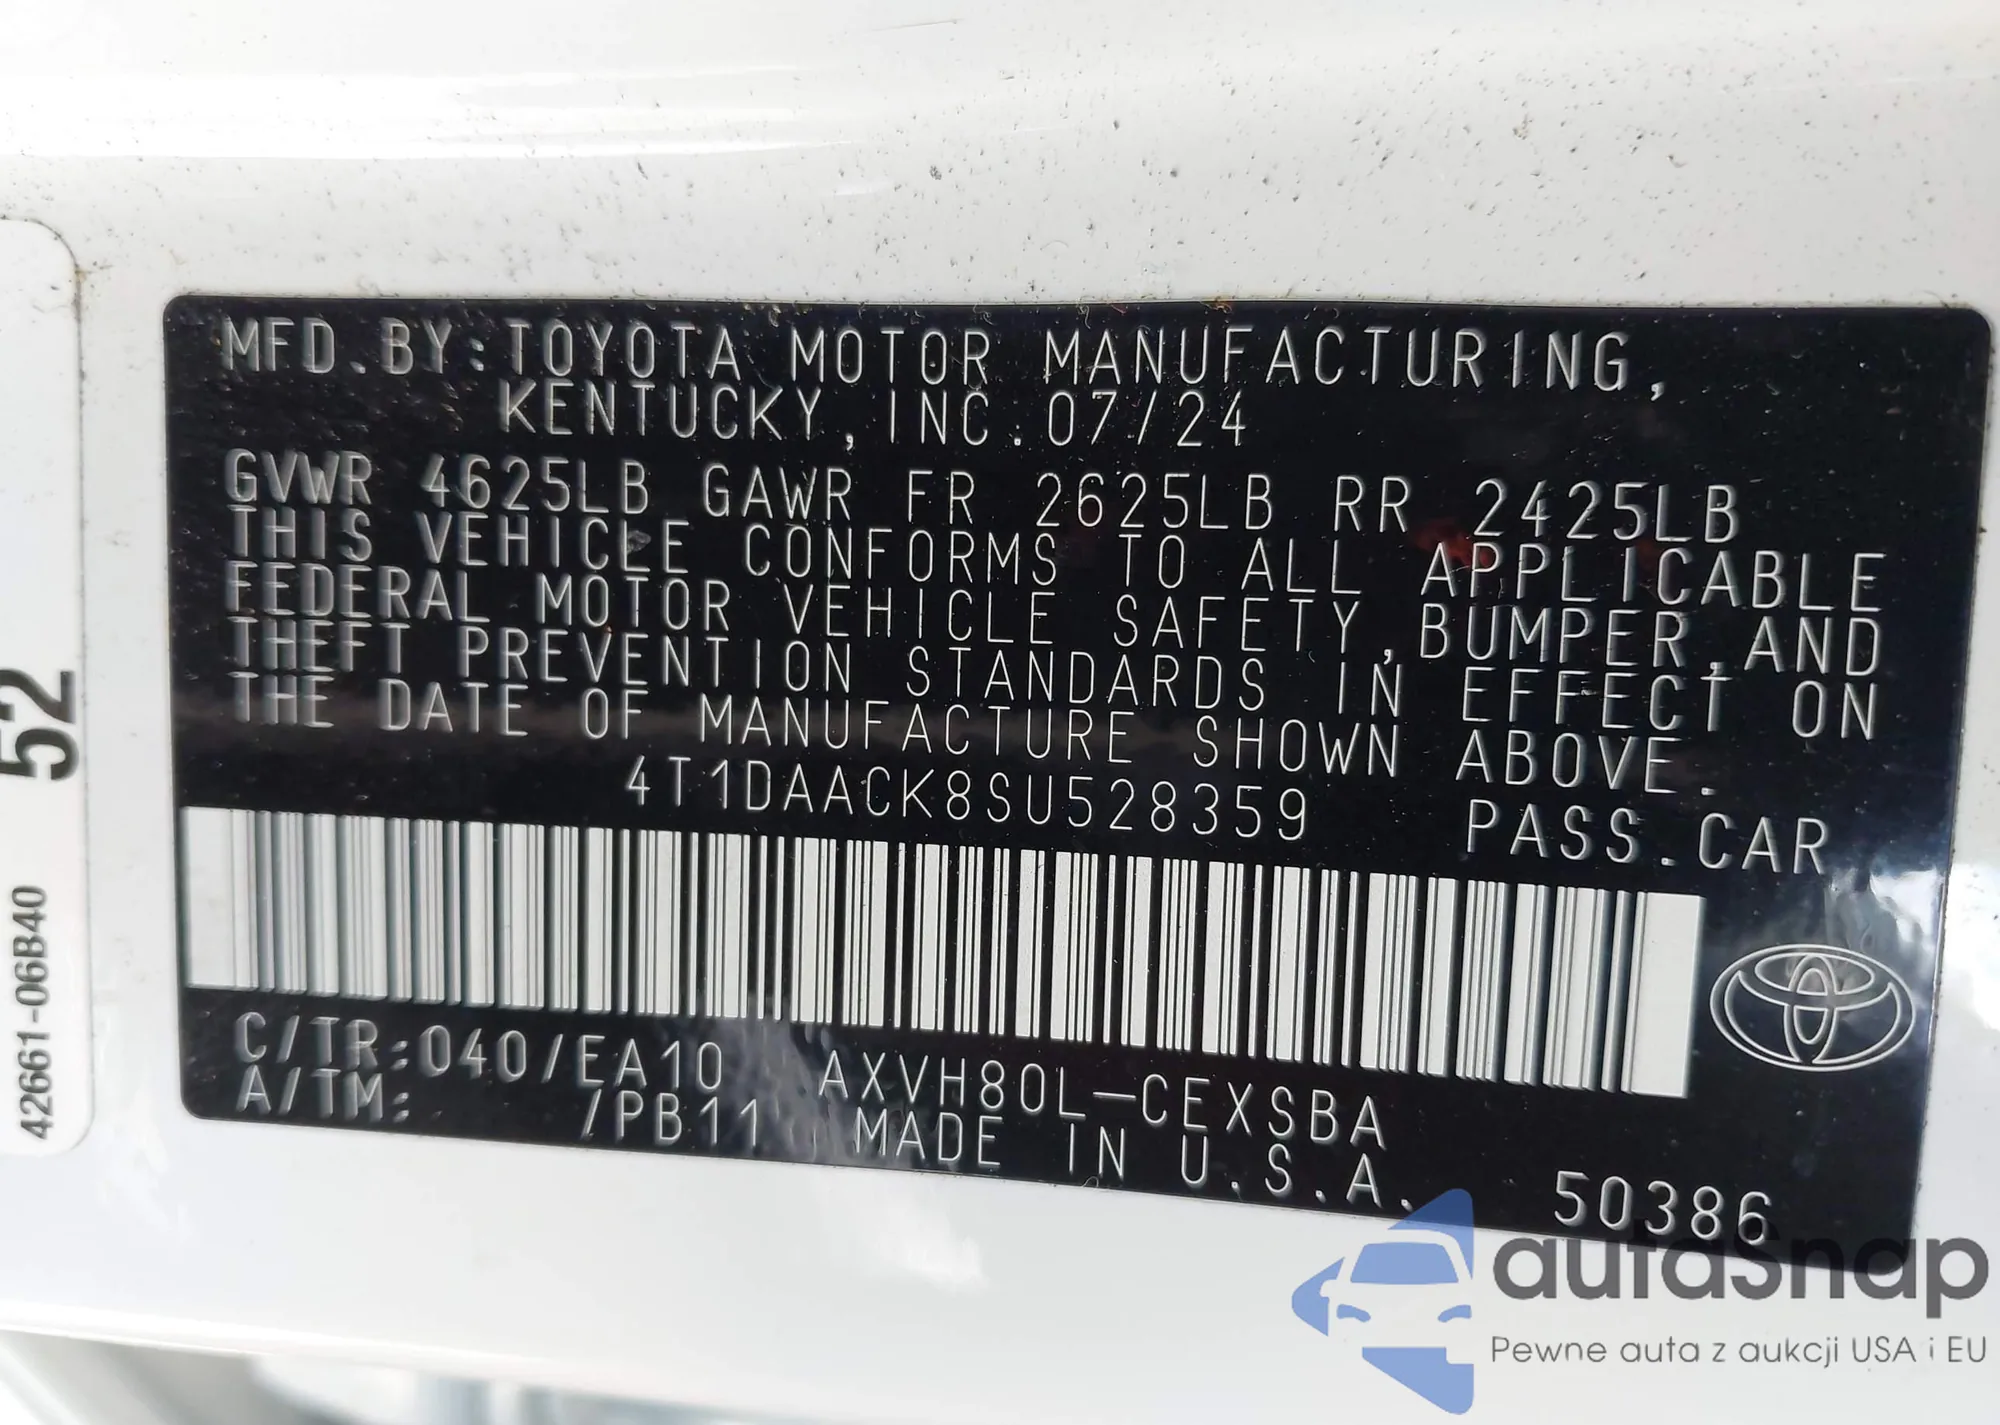 MFD.BY:TOYOTA MOTOR MANUFACTURING,
KENTUCKY,INC.07/24
GVWR 4625LB GAWR FR 2625LB RR 2425LB
THIS VEHICLE CONFORMS TO ALL APPLICABLE
FEDERAL MOTOR VEHICLE SAFETY,BUMPER,AND
THEFT PREVENTION STANDARDS IN EFFECT ON
THE DATE OF MANUFACTURE SHOWN ABOVE.
4T1DAACK8SU528359 PASS.CAR
C/TR:040/EA10 AXVH80L-CEXSBA
A/TM: /PB11 MADE IN U.S.A.
50386
52
42661-06B40
autaSnap
Pewne auta z aukcji USA i EU